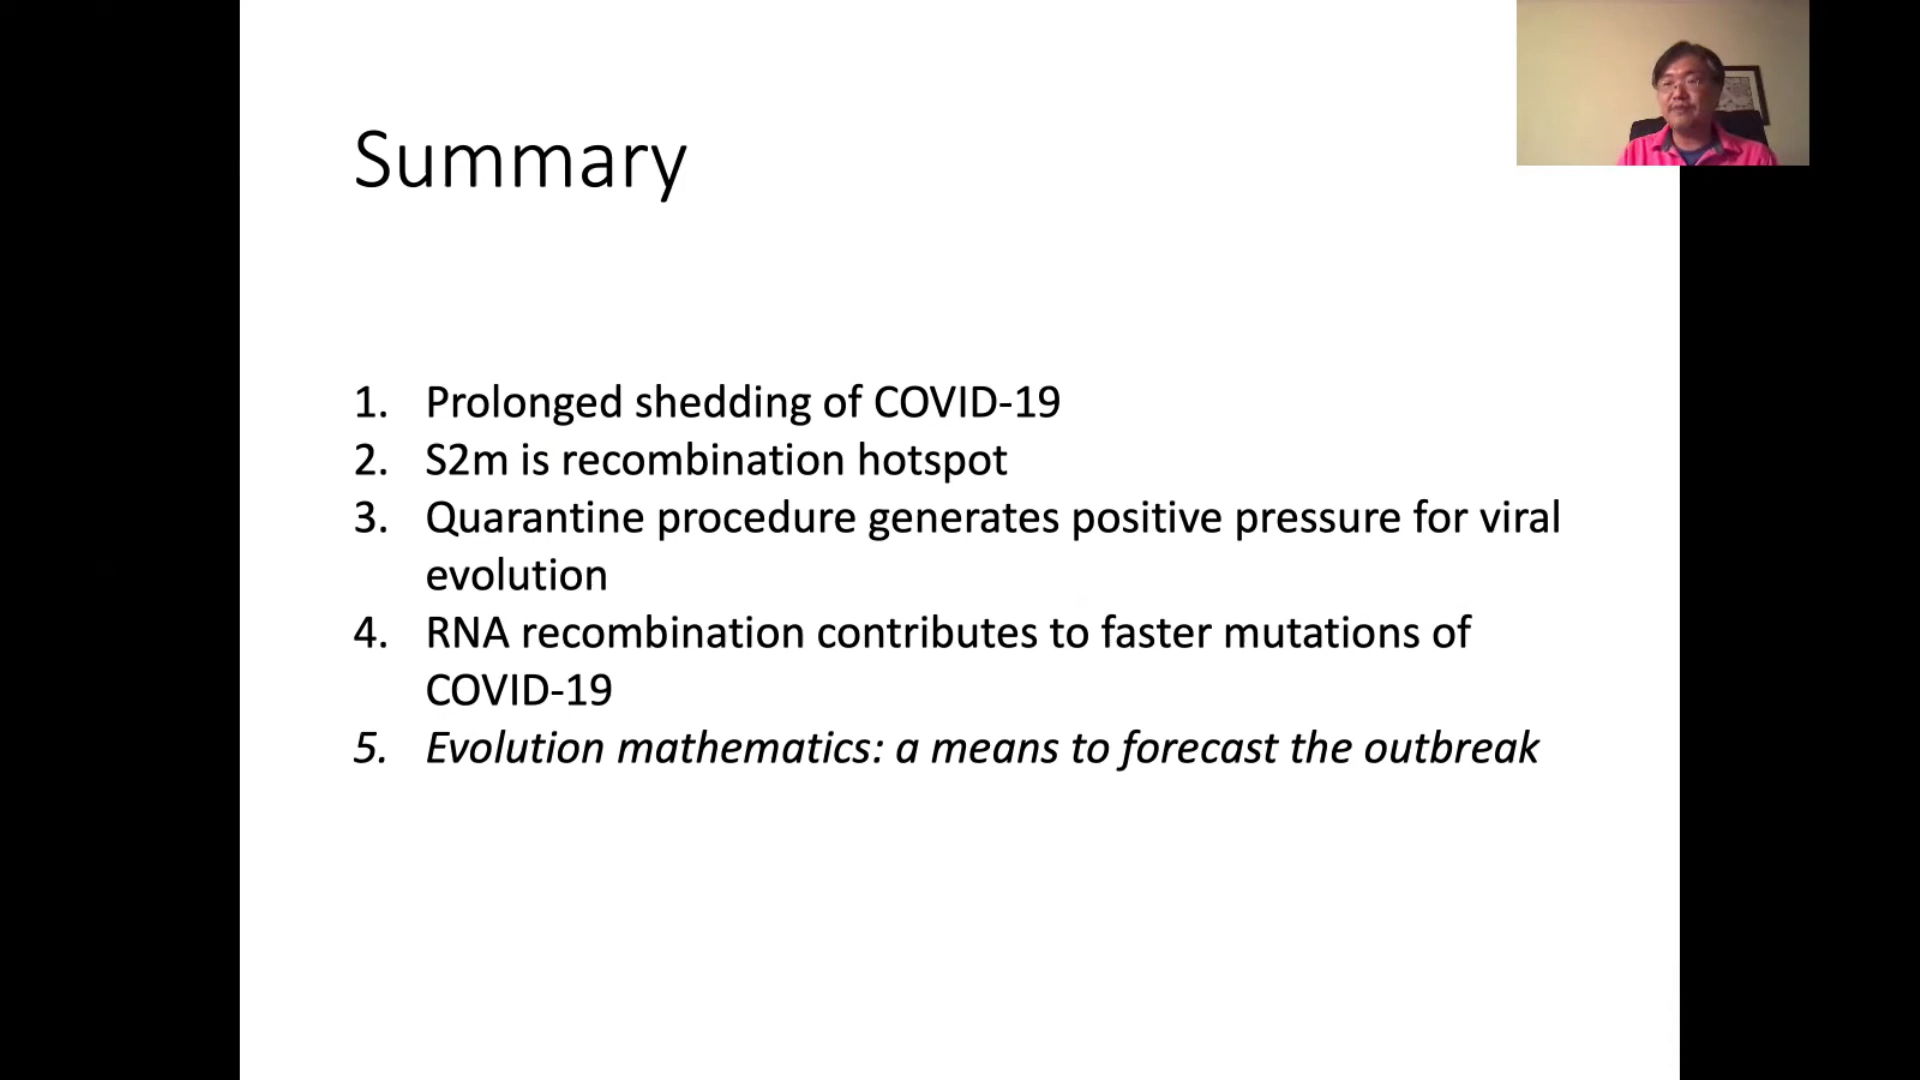 Summary
1. Prolonged shedding of COVID-19
2. S2m is recombination hotspot
3. Quarantine procedure generates positive pressure for viral
evolution
4. RNA recombination contributes to faster mutations of
COVID-19
5. Evolution mathematics: a means to forecast the outbreak